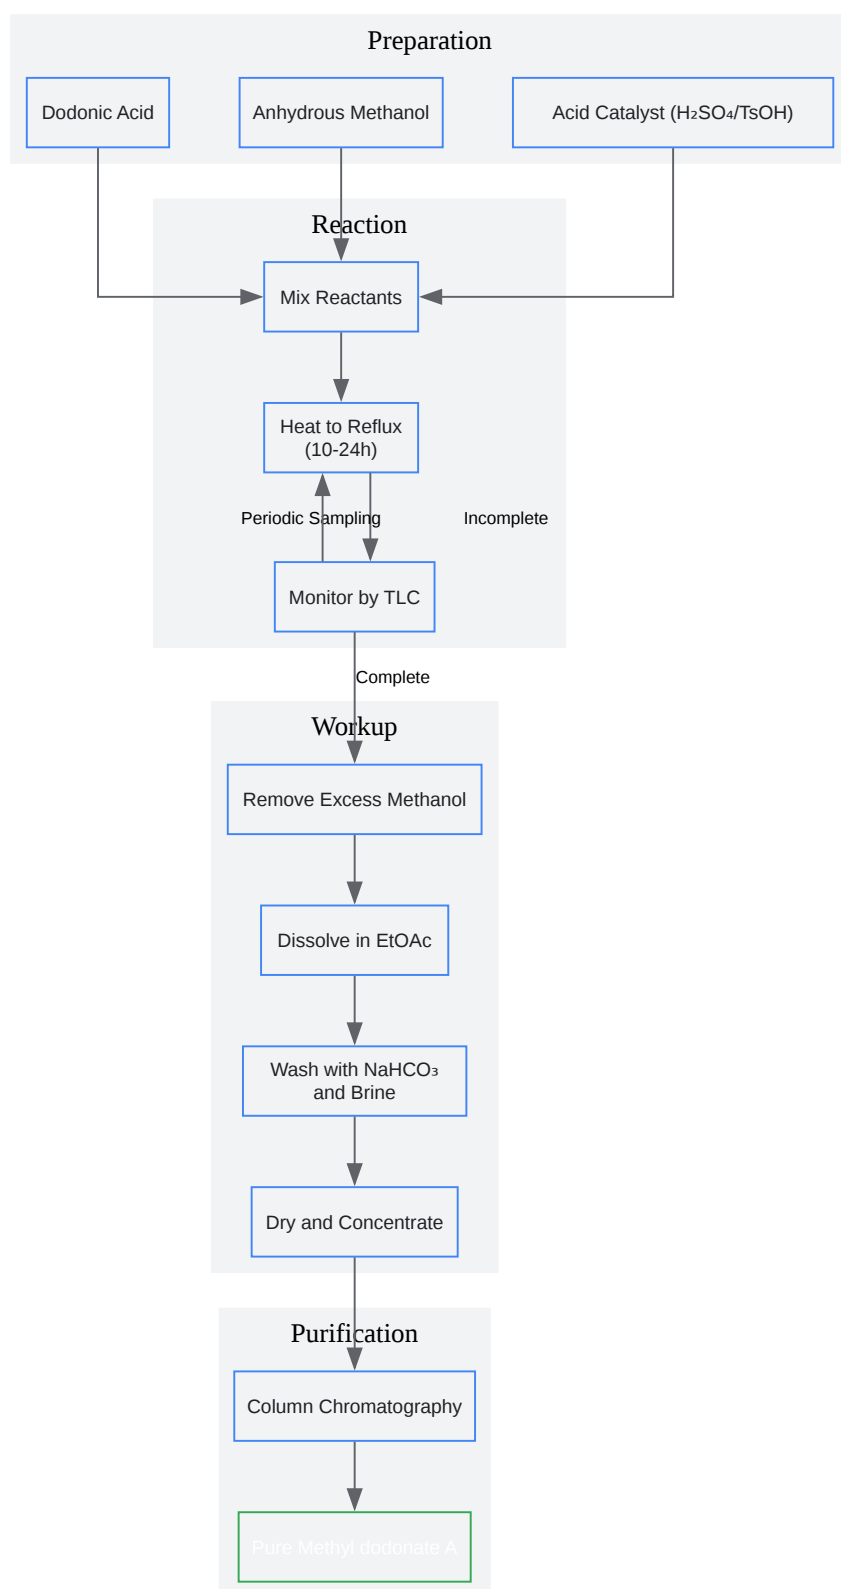 Preparation
Dodonic Acid
Anhydrous Methanol
Acid Catalyst (H₂SO₄/TsOH)
Reaction
Mix Reactants
Heat to Reflux
(10-24h)
Periodic Sampling
Incomplete
Monitor by TLC
Complete
Workup
Remove Excess Methanol
Dissolve in EtOAc
Wash with NaHCO₃
and Brine
Dry and Concentrate
Purification
Column Chromatography
Pure Methyl dodonate A